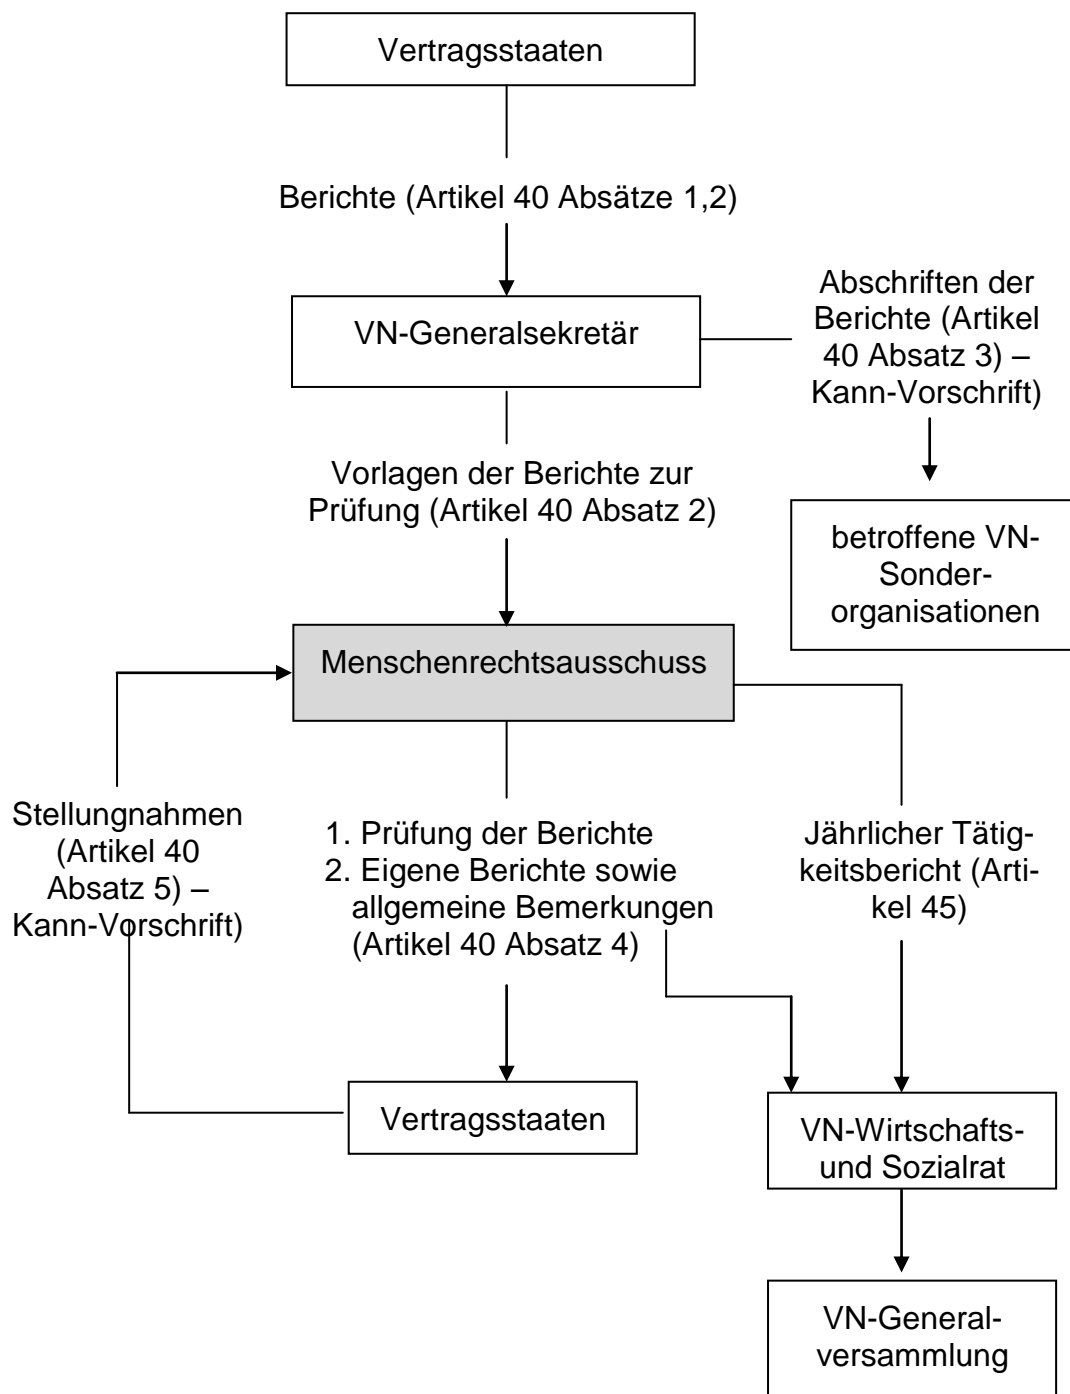 Vertragsstaaten
Berichte (Artikel 40 Absätze 1,2)
VN-Generalsekretär
Abschriften der
Berichte (Artikel
40 Absatz 3) –
Kann-Vorschrift)
Vorlagen der Berichte zur
Prüfung (Artikel 40 Absatz 2)
betroffene VN-
Sonder-
organisationen
Menschenrechtsausschuss
Stellungnahmen
(Artikel 40
Absatz 5) –
Kann-Vorschrift)
1. Prüfung der Berichte
2. Eigene Berichte sowie
allgemeine Bemerkungen
(Artikel 40 Absatz 4)
Jährlicher Tätig-
keitsbericht (Arti-
kel 45)
Vertragsstaaten
VN-Wirtschafts-
und Sozialrat
VN-General-
versammlung